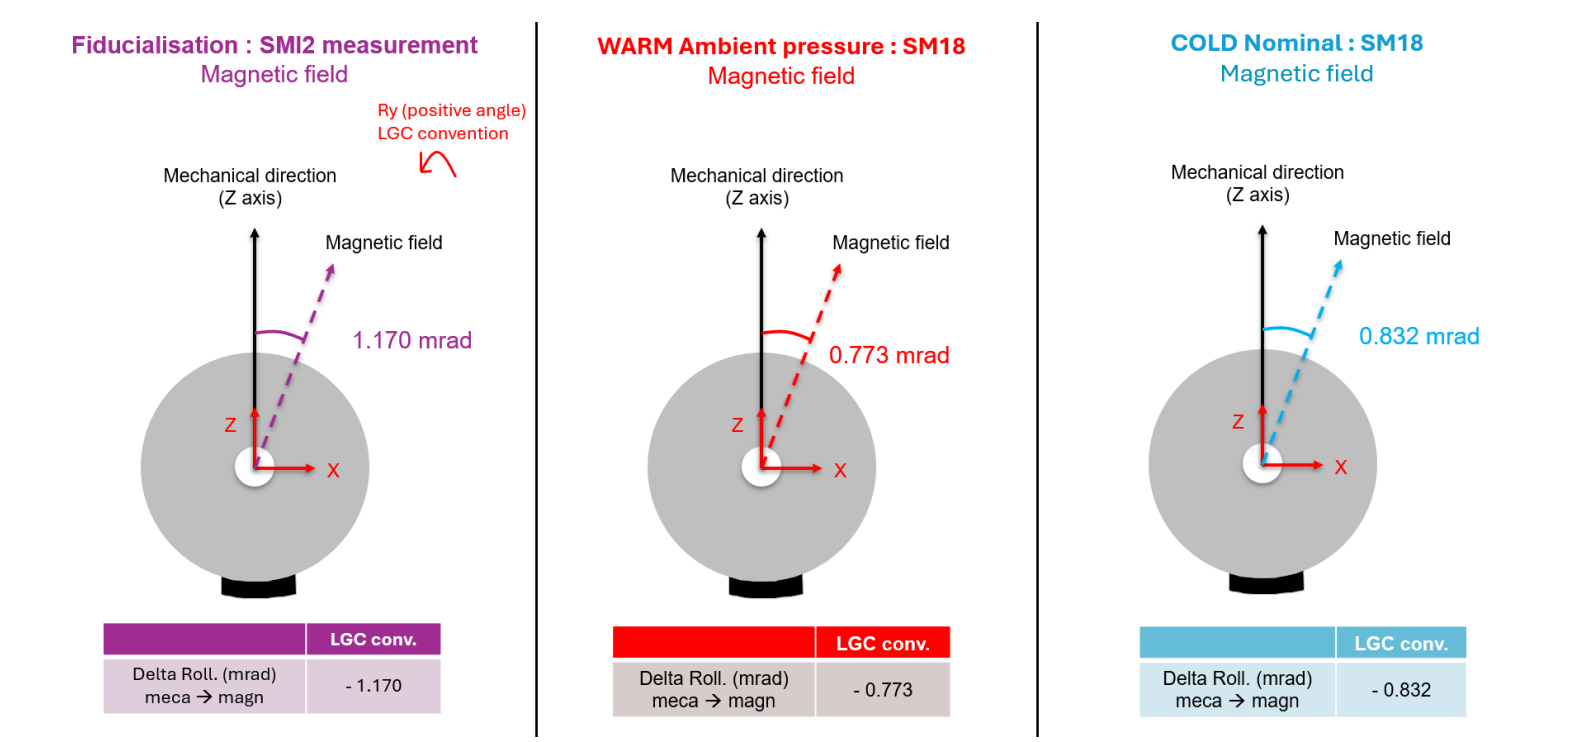 Fiducialisation : SMI2 measurement
Magnetic field
Ry (positive angle)
LGC convention
Mechanical direction
(Z axis)
Magnetic field
1.170 mrad
Z
X
LGC conv.
Delta Roll. (mrad)
meca → magn
- 1.170
WARM Ambient pressure : SM18
Magnetic field
Mechanical direction
(Z axis)
Magnetic field
0.773 mrad
Z
X
LGC conv.
Delta Roll. (mrad)
meca → magn
- 0.773
COLD Nominal : SM18
Magnetic field
Mechanical direction
(Z axis)
Magnetic field
0.832 mrad
Z
X
LGC conv.
Delta Roll. (mrad)
meca → magn
- 0.832